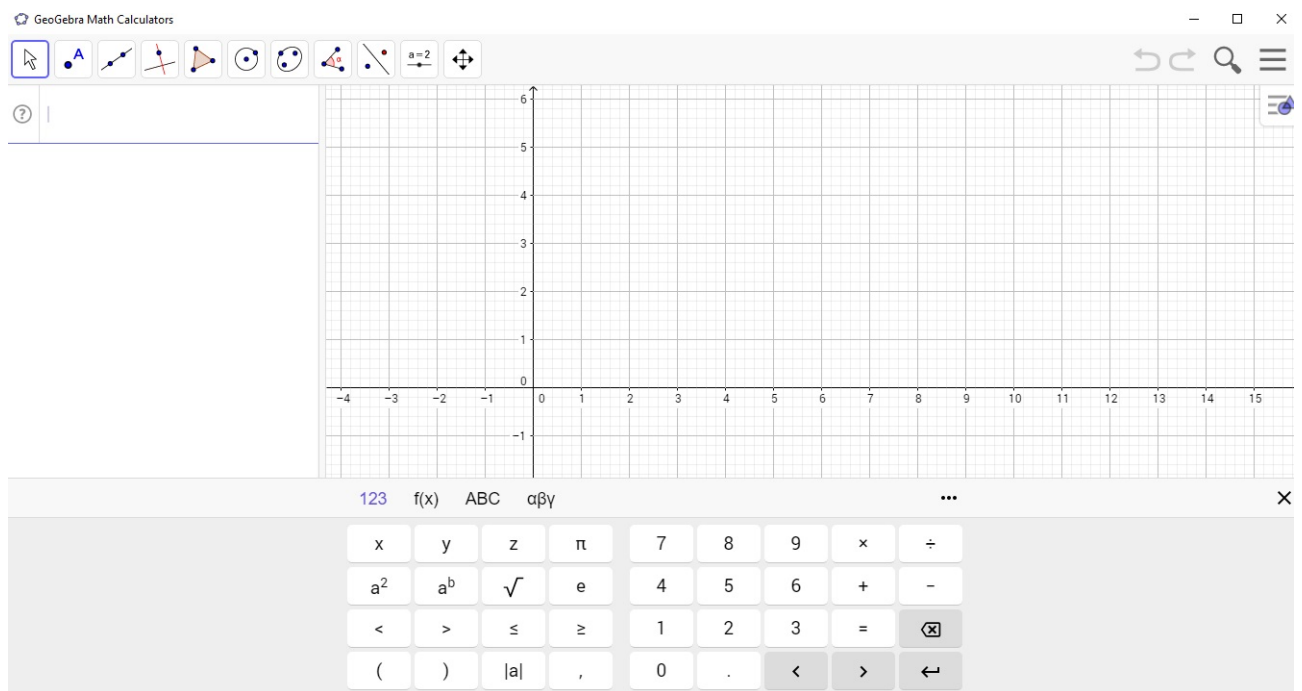 GeoGebra Math Calculators
A
α
a=2
?
6
5
4
3
2
1
0
−4 −3 −2 −1 0 1 2 3 4 5 6 7 8 9 10 11 12 13 14 15
−1
123 f(x) ABC αβγ
x y z π 7 8 9 × ÷
a² aᵇ √ e 4 5 6 + −
< > ≤ ≥ 1 2 3 =
( ) |a| , 0 . < >